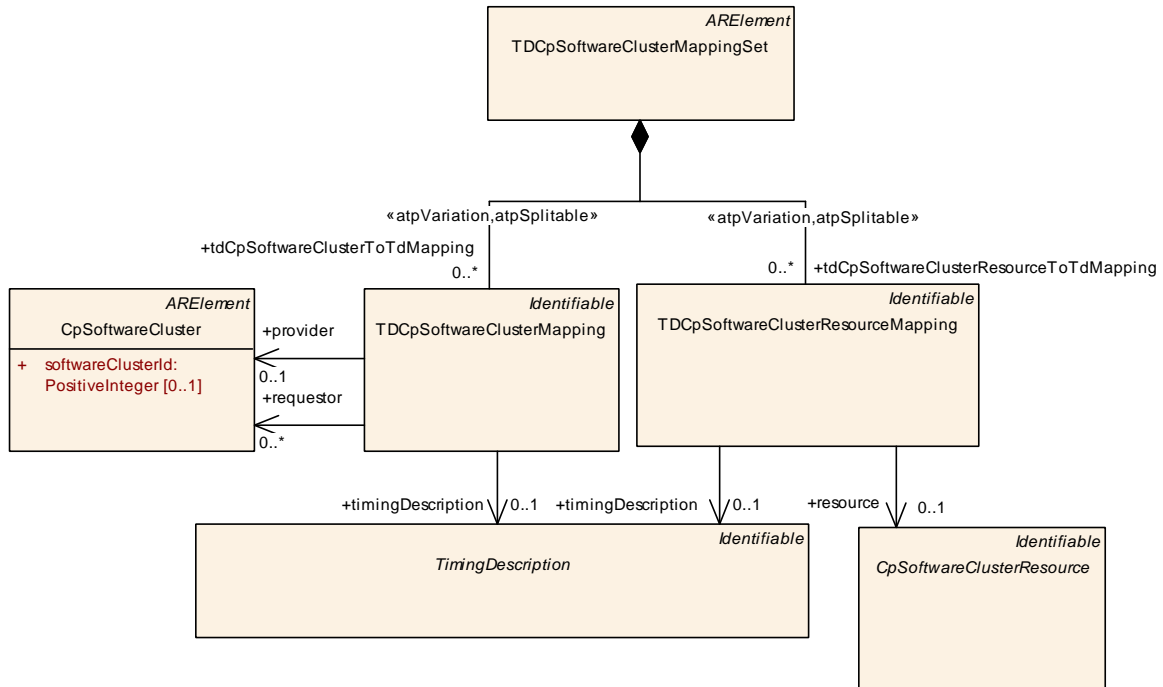 ARElement
TDCpSoftwareClusterMappingSet
«atpVariation,atpSplitable»
«atpVariation,atpSplitable»
+tdCpSoftwareClusterToTdMapping
0..*
0..*
+tdCpSoftwareClusterResourceToTdMapping
ARElement
CpSoftwareCluster
+ softwareClusterId:
PositiveInteger [0..1]
+provider
0..1
+requestor
0..*
Identifiable
TDCpSoftwareClusterMapping
Identifiable
TDCpSoftwareClusterResourceMapping
+timingDescription
0..1
+timingDescription
0..1
+resource
0..1
Identifiable
TimingDescription
Identifiable
CpSoftwareClusterResource